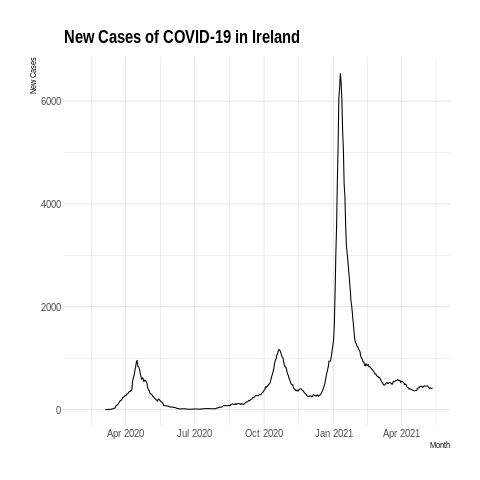 New Cases of COVID-19 in Ireland
New Cases
6000
4000
2000
0
Apr 2020 Jul 2020 Oct 2020 Jan 2021 Apr 2021
Month